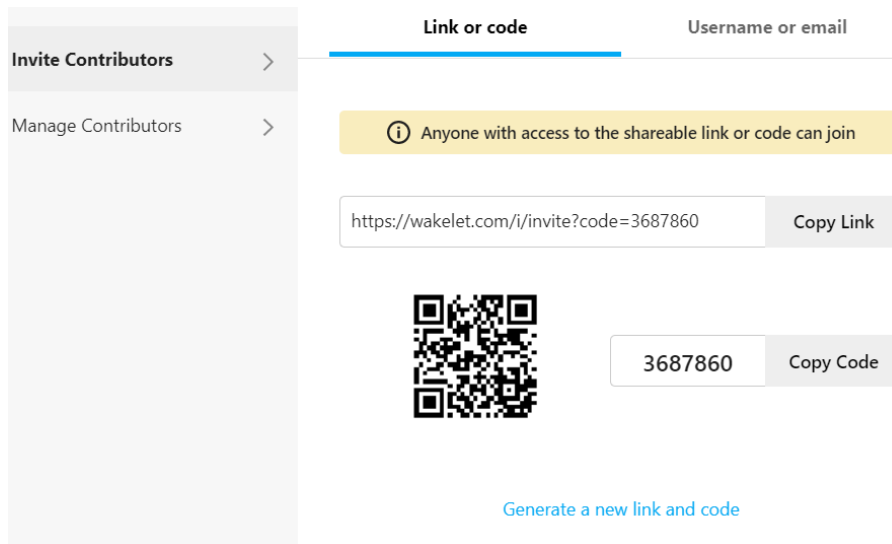 Link or code
Username or email
Invite Contributors
Manage Contributors
Anyone with access to the shareable link or code can join
https://wakelet.com/i/invite?code=3687860
Copy Link
3687860
Copy Code
Generate a new link and code